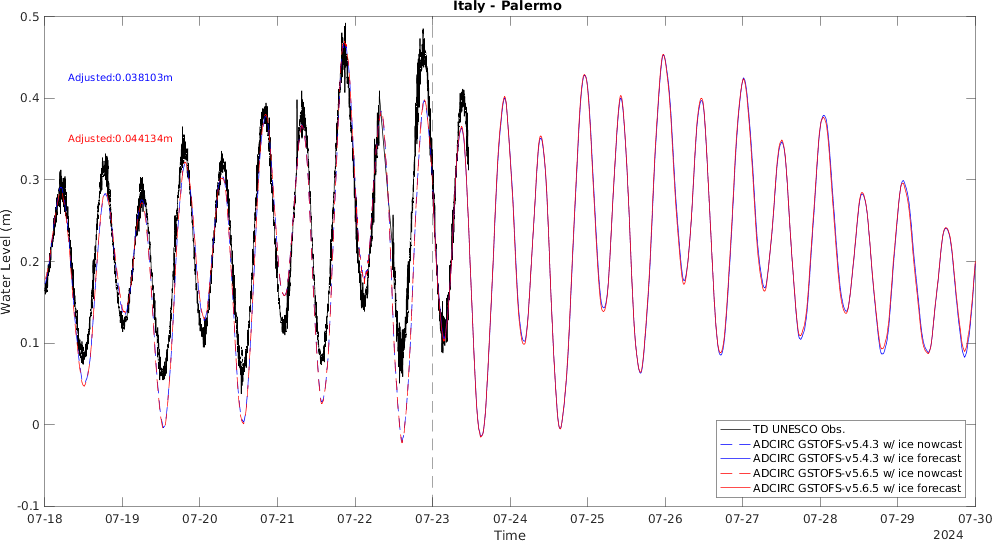 Italy - Palermo
0.5
0.4
0.3
0.2
0.1
0
-0.1
Water Level (m)
Adjusted:0.038103m
Adjusted:0.044134m
TD UNESCO Obs.
ADCIRC GSTOFS-v5.4.3 w/ ice nowcast
ADCIRC GSTOFS-v5.4.3 w/ ice forecast
ADCIRC GSTOFS-v5.6.5 w/ ice nowcast
ADCIRC GSTOFS-v5.6.5 w/ ice forecast
07-18 07-19 07-20 07-21 07-22 07-23 07-24 07-25 07-26 07-27 07-28 07-29 07-30
Time 2024